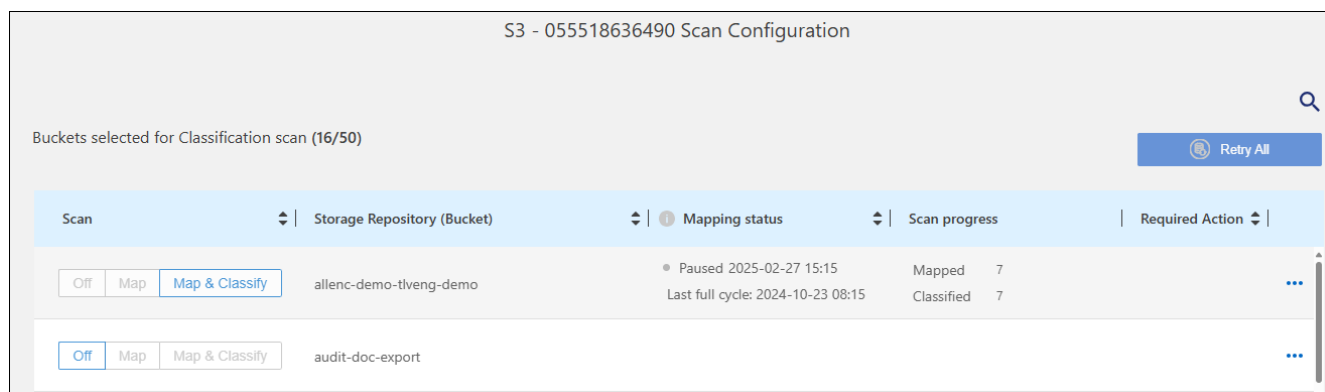 S3 - 055518636490 Scan Configuration
Buckets selected for Classification scan (16/50)
Retry All
Scan Storage Repository (Bucket) Mapping status Scan progress Required Action
Off Map Map & Classify allenc-demo-tlveng-demo Paused 2025-02-27 15:15 Mapped 7
Last full cycle: 2024-10-23 08:15 Classified 7
Off Map Map & Classify audit-doc-export